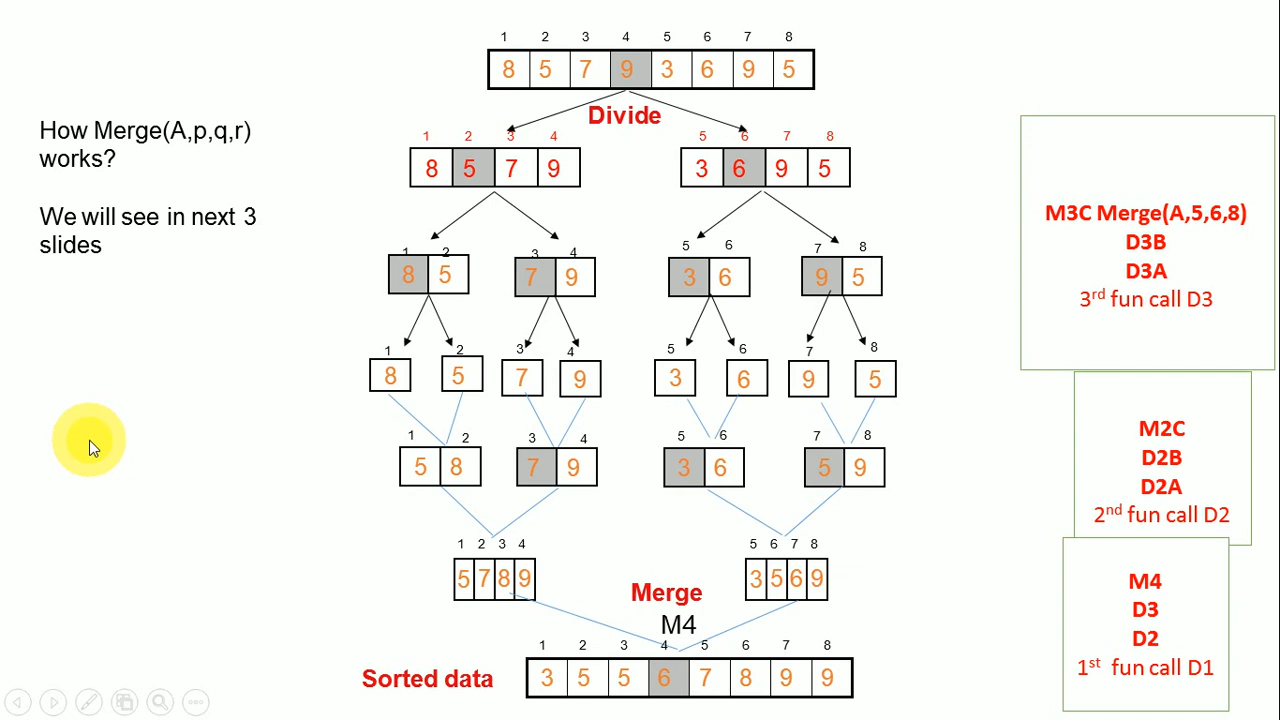 1 2 3 4 5 6 7 8
8 5 7 9 3 6 9 5
Divide
How Merge(A,p,q,r)
works?
We will see in next 3
slides
1 2 3 4
8 5 7 9
5 6 7 8
3 6 9 5
1 2
8 5
3 4
7 9
5 6
3 6
7 8
9 5
1 2 3 4 5 6 7 8
8 5 7 9 3 6 9 5
1 2
5 8
3 4
7 9
5 6
3 6
7 8
5 9
1 2 3 4
5 7 8 9
5 6 7 8
3 5 6 9
Merge
M4
1 2 3 4 5 6 7 8
Sorted data
3 5 5 6 7 8 9 9
M3C Merge(A,5,6,8)
D3B
D3A
3rd fun call D3
M2C
D2B
D2A
2nd fun call D2
M4
D3
D2
1st fun call D1